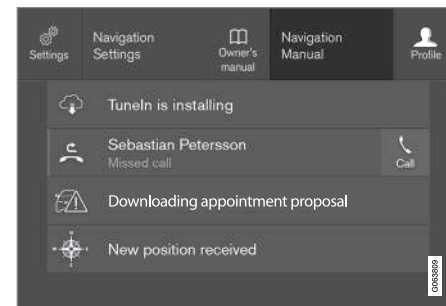 Settings
Navigation
Settings
Owner's
manual
Navigation
Manual
Profile
TuneIn is installing
Sebastian Petersson
Missed call
Call
Downloading appointment proposal
New position received
G063809